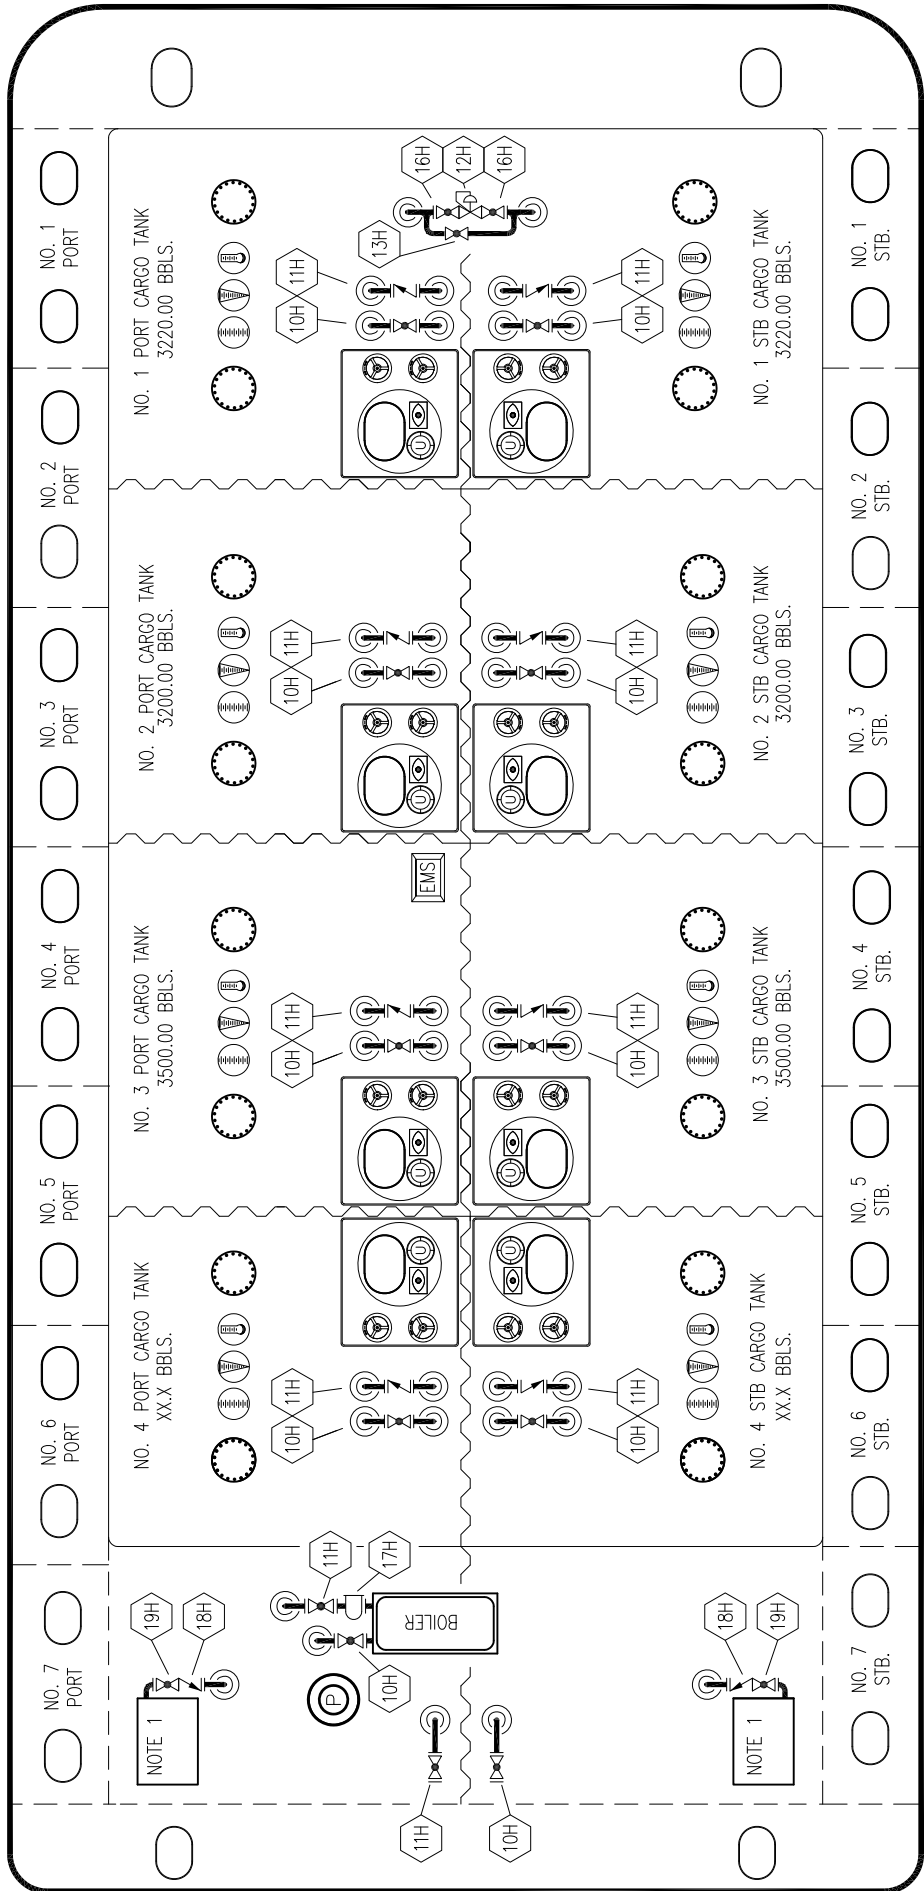 16H
12H
16H
NO. 1
PORT
NO. 1 PORT CARGO TANK
3220.00 BBLS.
13H
11H
10H
11H
10H
NO. 1 STB CARGO TANK
3220.00 BBLS.
NO. 1
STB.
U
U
NO. 2
PORT
NO. 2
STB.
NO. 2 PORT CARGO TANK
3200.00 BBLS.
11H
10H
11H
10H
NO. 2 STB CARGO TANK
3200.00 BBLS.
NO. 3
PORT
NO. 3
STB.
U
U
EMS
NO. 4
PORT
NO. 3 PORT CARGO TANK
3500.00 BBLS.
11H
10H
11H
10H
NO. 3 STB CARGO TANK
3500.00 BBLS.
NO. 4
STB.
U
U
NO. 5
PORT
NO. 5
STB.
U
U
NO. 4 PORT CARGO TANK
XX.X BBLS.
11H
10H
11H
10H
NO. 4 STB CARGO TANK
XX.X BBLS.
NO. 6
PORT
NO. 6
STB.
11H
17H
BOILER
19H
18H
18H
19H
NO. 7
PORT
10H
P
NO. 7
STB.
NOTE 1
NOTE 1
11H
10H